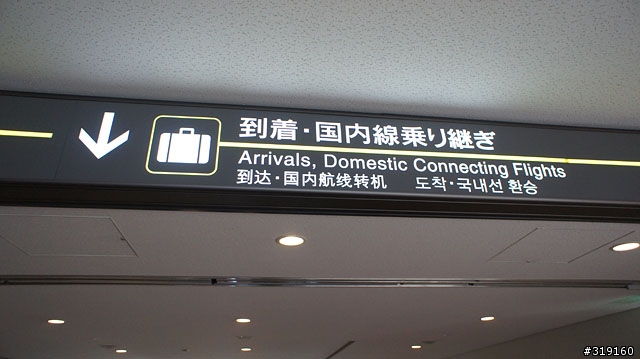 到着・国内線乗り継ぎ
Arrivals, Domestic Connecting Flights
到达・国内航线转机 도착・국내선 환승
#319160